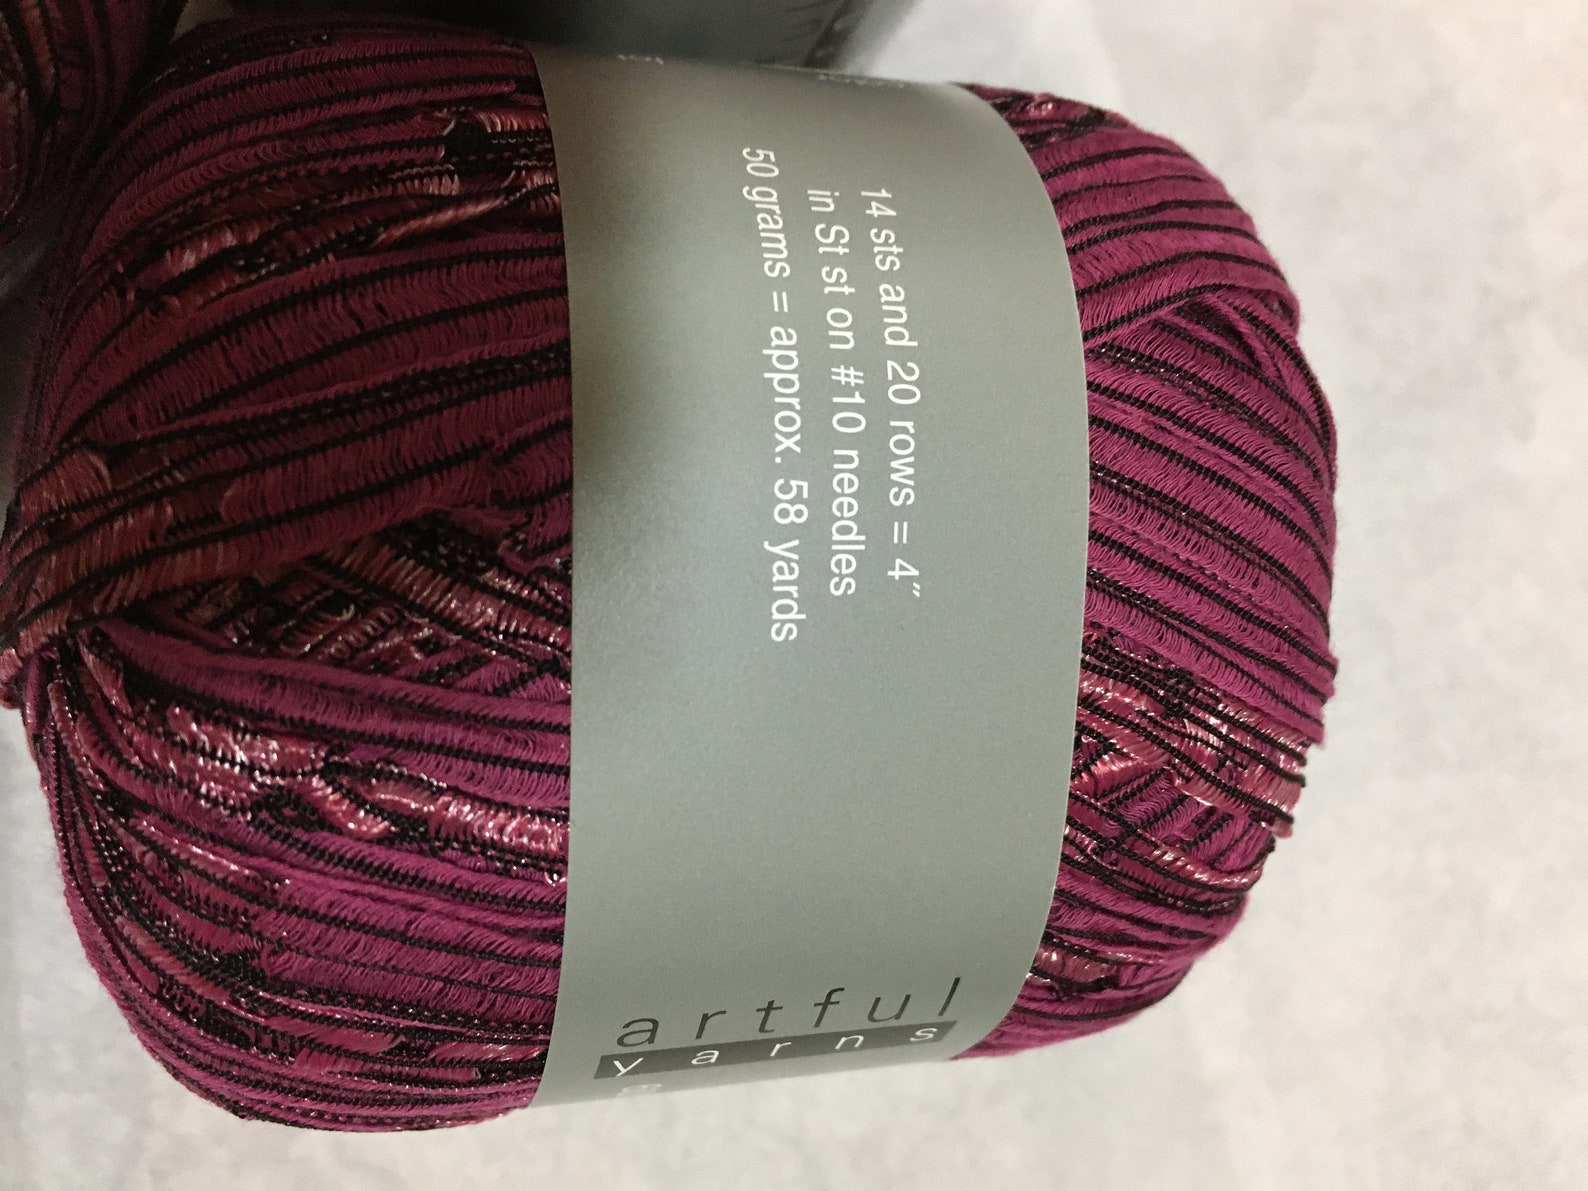 14 sts and 20 rows = 4"
in St st on #10 needles
50 grams = approx. 58 yards
artful
yarns